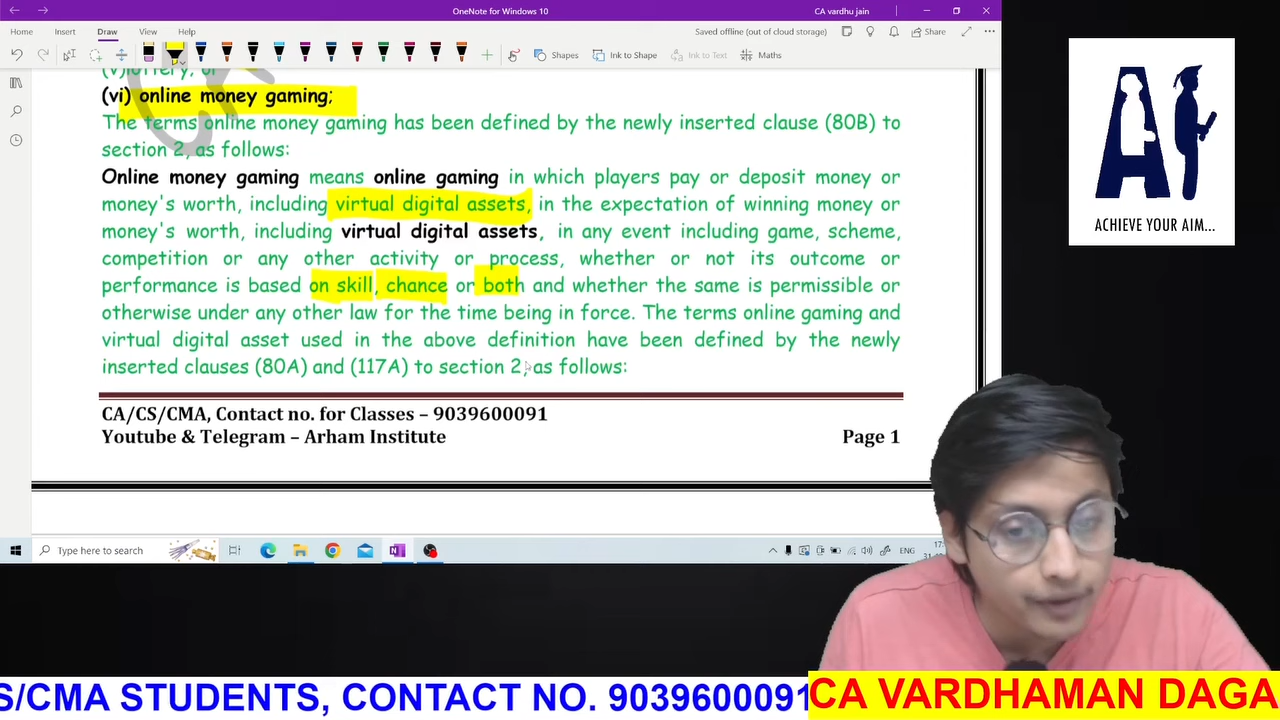 OneNote for Windows 10
CA vardhu jain
Home Insert Draw View Help
Saved offline (out of cloud storage)
Share
Shapes
Ink to Shape
Ink to Text
Maths
(v)lottery, or
(vi) online money gaming;
The terms online money gaming has been defined by the newly inserted clause (80B) to
section 2, as follows:
Online money gaming means online gaming in which players pay or deposit money or
money's worth, including virtual digital assets, in the expectation of winning money or
money's worth, including virtual digital assets, in any event including game, scheme,
competition or any other activity or process, whether or not its outcome or
performance is based on skill, chance or both and whether the same is permissible or
otherwise under any other law for the time being in force. The terms online gaming and
virtual digital asset used in the above definition have been defined by the newly
inserted clauses (80A) and (117A) to section 2, as follows:
CA/CS/CMA, Contact no. for Classes – 9039600091
Youtube & Telegram – Arham Institute
Page 1
Type here to search
ENG
AI
ACHIEVE YOUR AIM...
S/CMA STUDENTS, CONTACT NO. 9039600091
CA VARDHAMAN DAGA